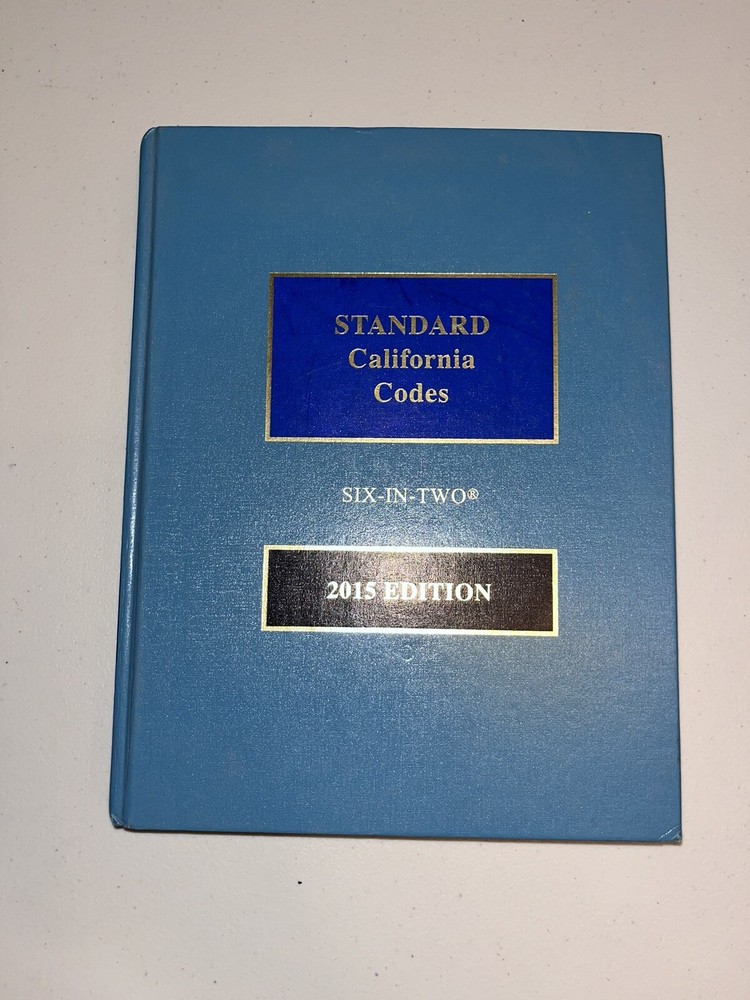 STANDARD
California
Codes
SIX-IN-TWO®
2015 EDITION